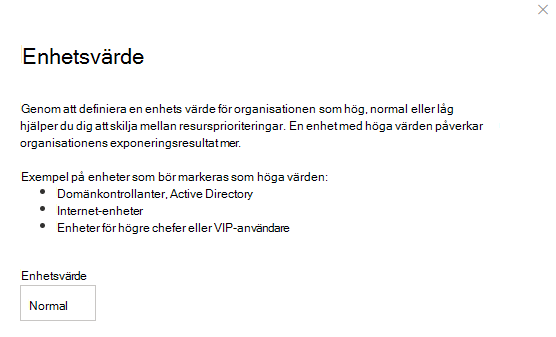 Enhetsvärde
Genom att definiera en enhets värde för organisationen som hög, normal eller låg
hjälper du dig att skilja mellan resursprioriteringar. En enhet med höga värden påverkar
organisationens exponeringsresultat mer.
Exempel på enheter som bör markeras som höga värden:
• Domänkontrollanter, Active Directory
• Internet-enheter
• Enheter för högre chefer eller VIP-användare
Enhetsvärde
Normal